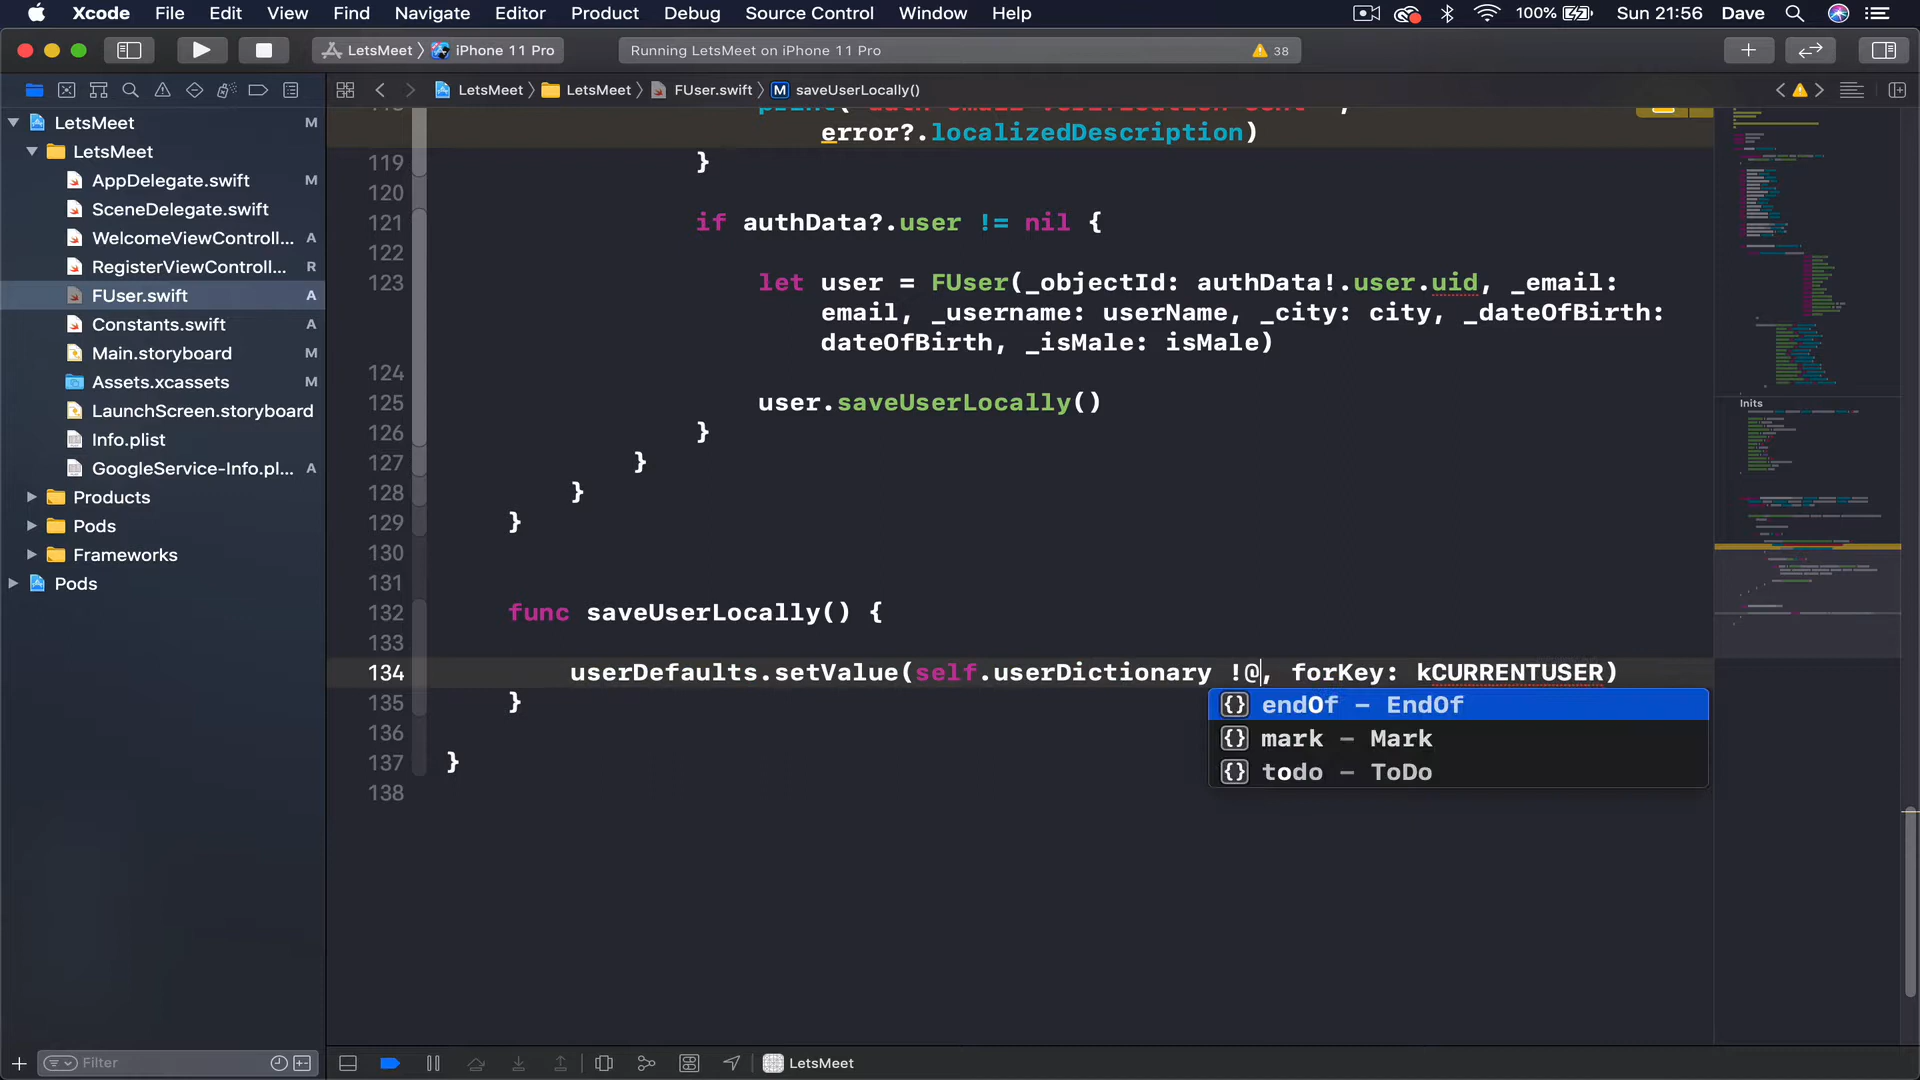 Xcode File Edit View Find Navigate Editor Product Debug Source Control Window Help 100% Sun 21:56 Dave
LetsMeet iPhone 11 Pro Running LetsMeet on iPhone 11 Pro 38
LetsMeet LetsMeet FUser.swift M saveUserLocally()
LetsMeet M
LetsMeet
AppDelegate.swift M
SceneDelegate.swift
WelcomeViewControll... A
RegisterViewControll... R
FUser.swift A
Constants.swift A
Main.storyboard M
Assets.xcassets M
LaunchScreen.storyboard
Info.plist
GoogleService-Info.pl... A
Products
Pods
Frameworks
Pods
Filter
error?.localizedDescription)
119 }
120
121 if authData?.user != nil {
122
123 let user = FUser(_objectId: authData!.user.uid, _email:
email, _username: userName, _city: city, _dateOfBirth:
dateOfBirth, _isMale: isMale)
124
125 user.saveUserLocally()
126 }
127 }
128 }
129 }
130
131
132 func saveUserLocally() {
133
134 userDefaults.setValue(self.userDictionary !@, forKey: kCURRENTUSER)
135 }
136
137 }
138
{} endOf – EndOf
{} mark – Mark
{} todo – ToDo
Inits
LetsMeet